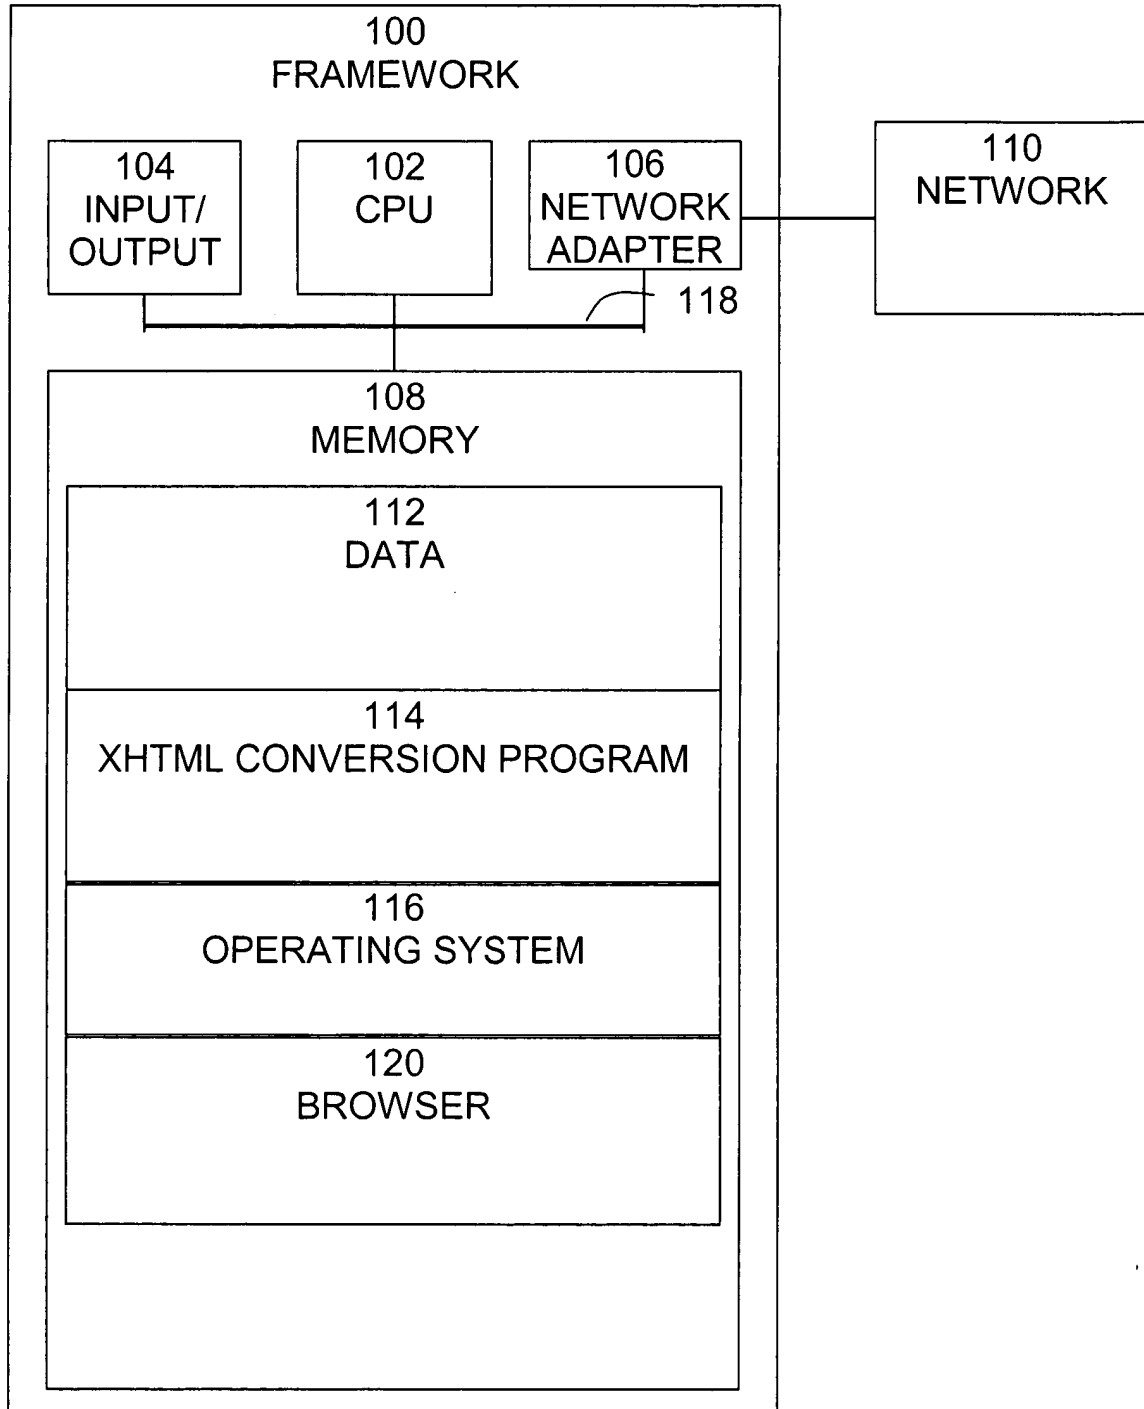 100
FRAMEWORK
104
INPUT/
OUTPUT
102
CPU
106
NETWORK
ADAPTER
110
NETWORK
118
108
MEMORY
112
DATA
114
XHTML CONVERSION PROGRAM
116
OPERATING SYSTEM
120
BROWSER